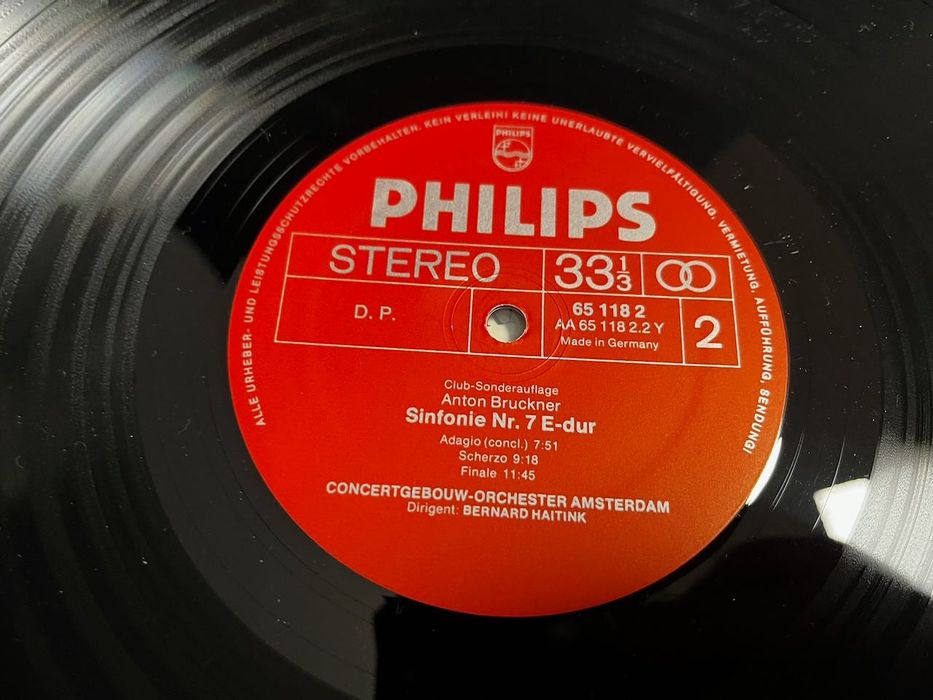 ALLE URHEBER- UND LEISTUNGSSCHUTZRECHTE VORBEHALTEN. KEIN VERLEIH! KEINE UNERLAUBTE VERVIELFÄLTIGUNG, VERMIETUNG, AUFFÜHRUNG, SENDUNG!
PHILIPS
PHILIPS
STEREO
33 1/3
D. P.
65 118 2
AA 65 118 2.2 Y
Made in Germany
2
Club-Sonderauflage
Anton Bruckner
Sinfonie Nr. 7 E-dur
Adagio (concl.) 7:51
Scherzo 9:18
Finale 11:45
CONCERTGEBOUW-ORCHESTER AMSTERDAM
Dirigent: BERNARD HAITINK